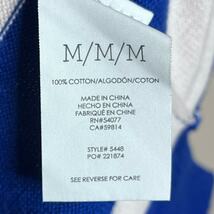 M/M/M
100% COTTON/ALGODÓN/COTON
MADE IN CHINA
HECHO EN CHINA
FABRIQUÉ EN CHINE
RN#54077
CA#59814
STYLE# 5448
PO# 221874
SEE REVERSE FOR CARE